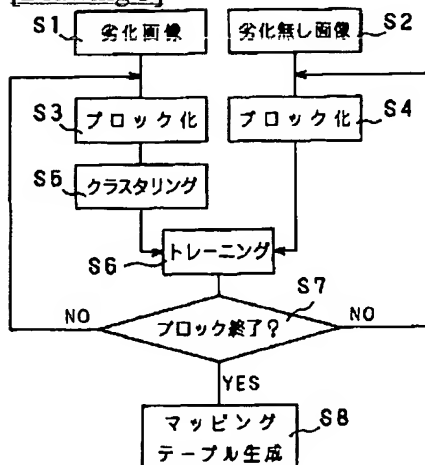 S1
劣化画像
劣化無し画像
S2
S3
ブロック化
ブロック化
S4
S5
クラスタリング
S6
トレーニング
S7
NO
ブロック終了?
NO
YES
マッピング
テーブル生成
S8